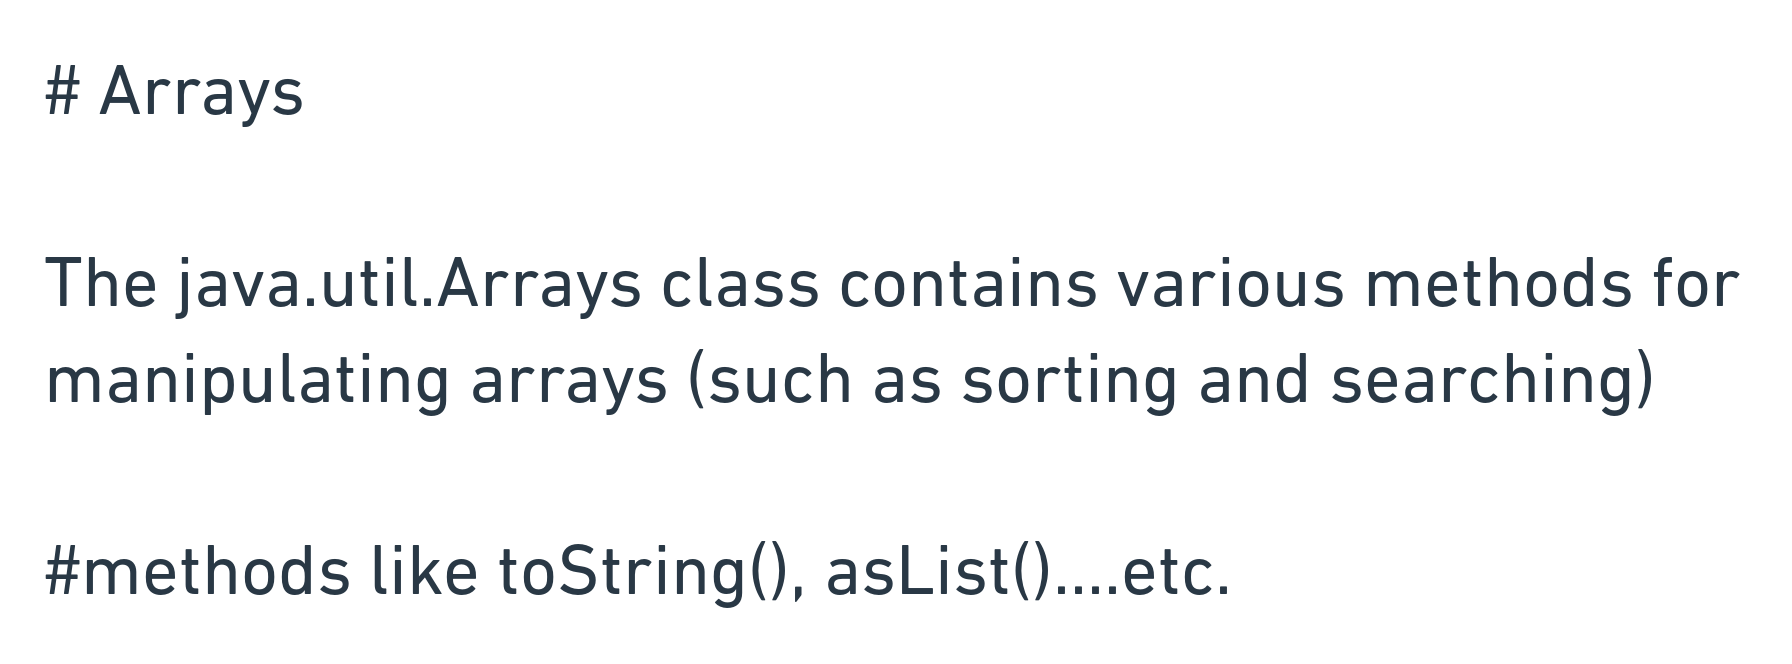 # Arrays
The java.util.Arrays class contains various methods for
manipulating arrays (such as sorting and searching)
#methods like toString(), asList()....etc.